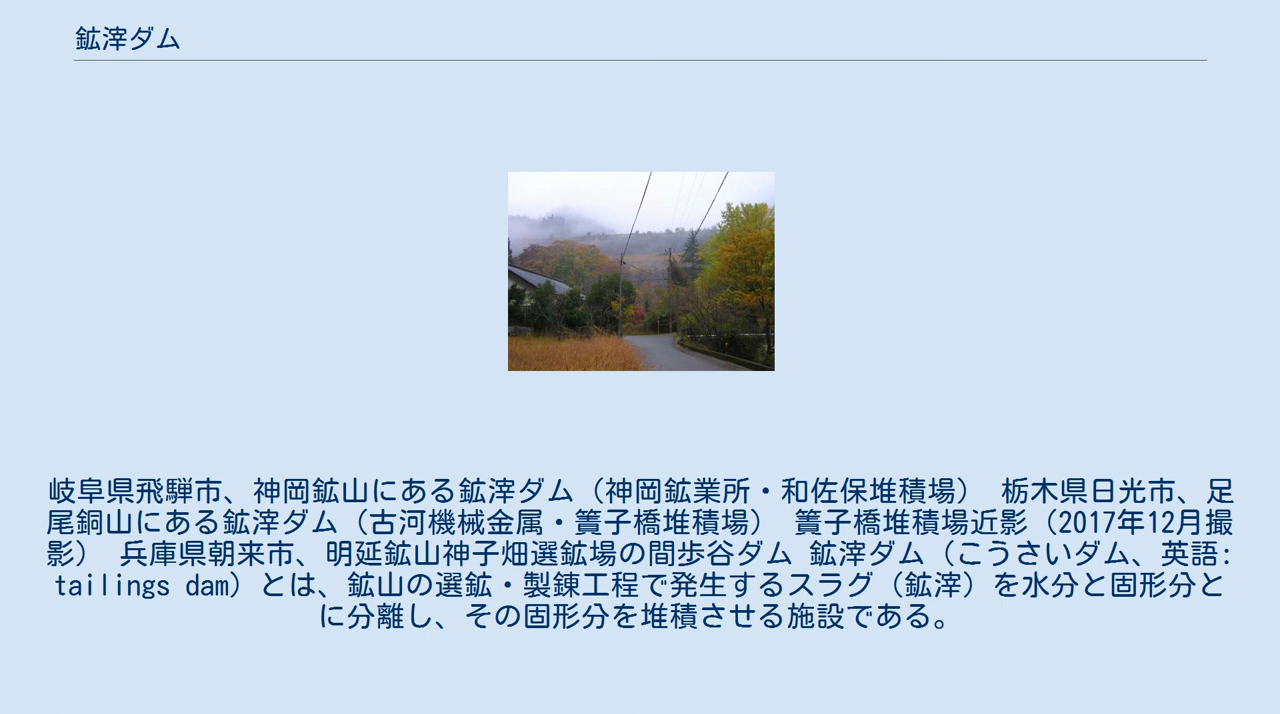 鉱滓ダム
岐阜県飛騨市、神岡鉱山にある鉱滓ダム（神岡鉱業所・和佐保堆積場） 栃木県日光市、足
尾銅山にある鉱滓ダム（古河機械金属・簀子橋堆積場） 簀子橋堆積場近影（2017年12月撮
影） 兵庫県朝来市、明延鉱山神子畑選鉱場の間歩谷ダム 鉱滓ダム（こうさいダム、英語:
tailings dam）とは、鉱山の選鉱・製錬工程で発生するスラグ（鉱滓）を水分と固形分と
に分離し、その固形分を堆積させる施設である。